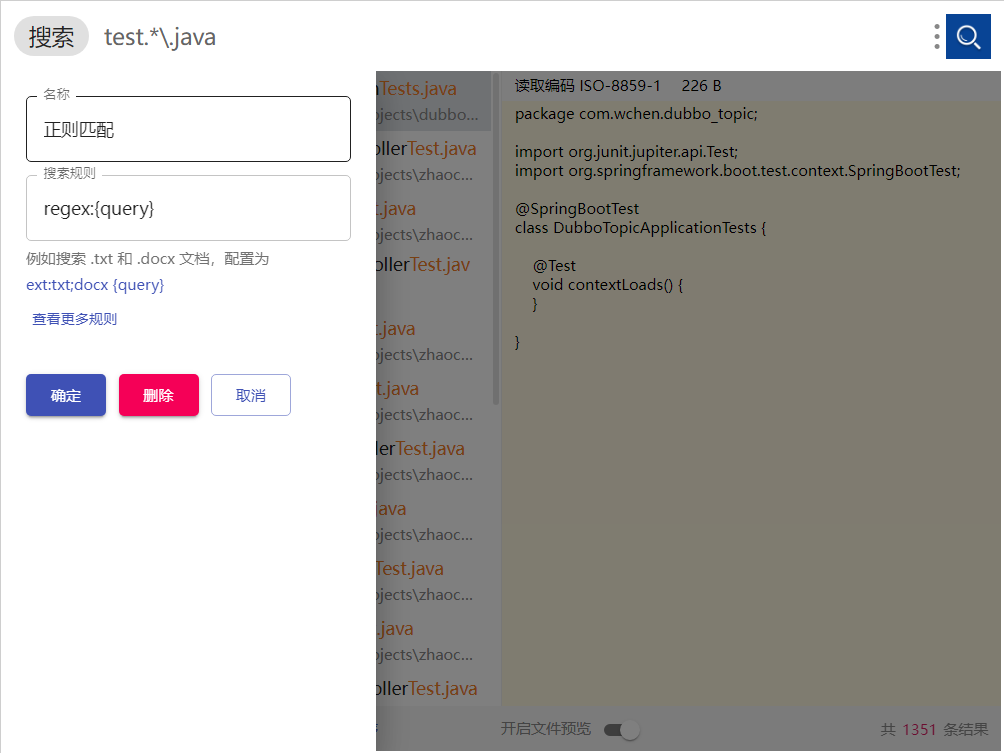 搜索 test.*\.java
名称
正则匹配
搜索规则
regex:{query}
例如搜索 .txt 和 .docx 文档，配置为
ext:txt;docx {query}
查看更多规则
确定 删除 取消
Tests.java
ojects\dubbo...
ollerTest.java
ojects\zhaoc...
t.java
ojects\zhaoc...
ollerTest.jav
t.java
ojects\zhaoc...
t.java
ojects\zhaoc...
lerTest.java
ojects\zhaoc...
java
ojects\zhaoc...
Test.java
ojects\zhaoc...
.java
ojects\zhaoc...
ollerTest.java
读取编码 ISO-8859-1 226 B
package com.wchen.dubbo_topic;
import org.junit.jupiter.api.Test;
import org.springframework.boot.test.context.SpringBootTest;
@SpringBootTest
class DubboTopicApplicationTests {
@Test
void contextLoads() {
}
}
开启文件预览
共 1351 条结果